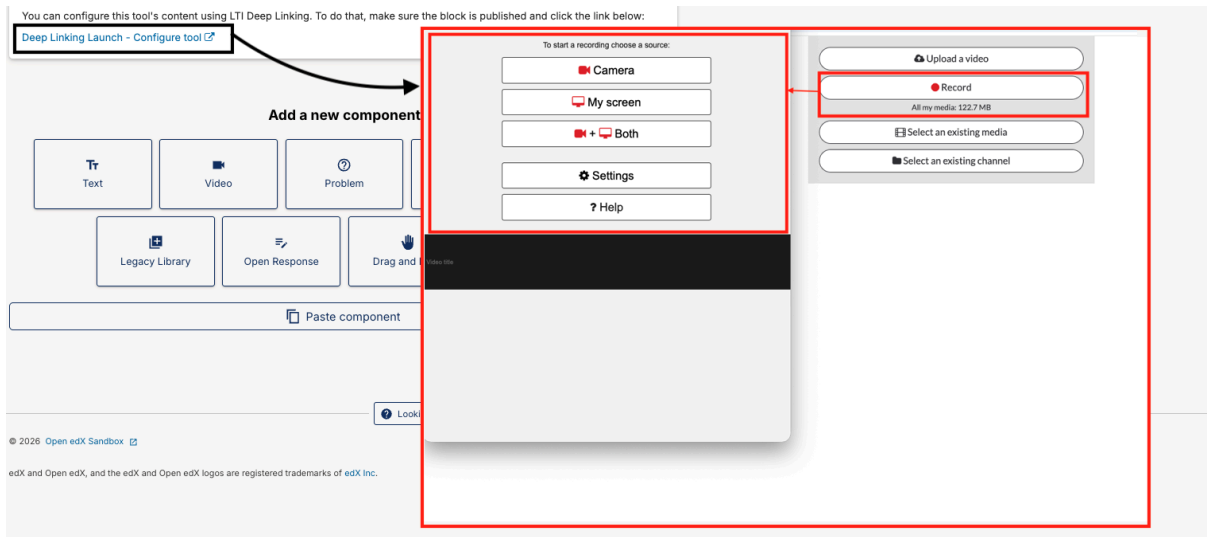 You can configure this tool's content using LTI Deep Linking. To do that, make sure the block is published and click the link below:
Deep Linking Launch - Configure tool
Add a new component
Text
Video
Problem
Legacy Library
Open Response
Drag and
Paste component
Looki
© 2026 Open edX Sandbox
edX and Open edX, and the edX and Open edX logos are registered trademarks of edX Inc.
To start a recording choose a source:
Camera
My screen
+ Both
Settings
? Help
Video title
Upload a video
Record
All my media: 122.7 MB
Select an existing media
Select an existing channel